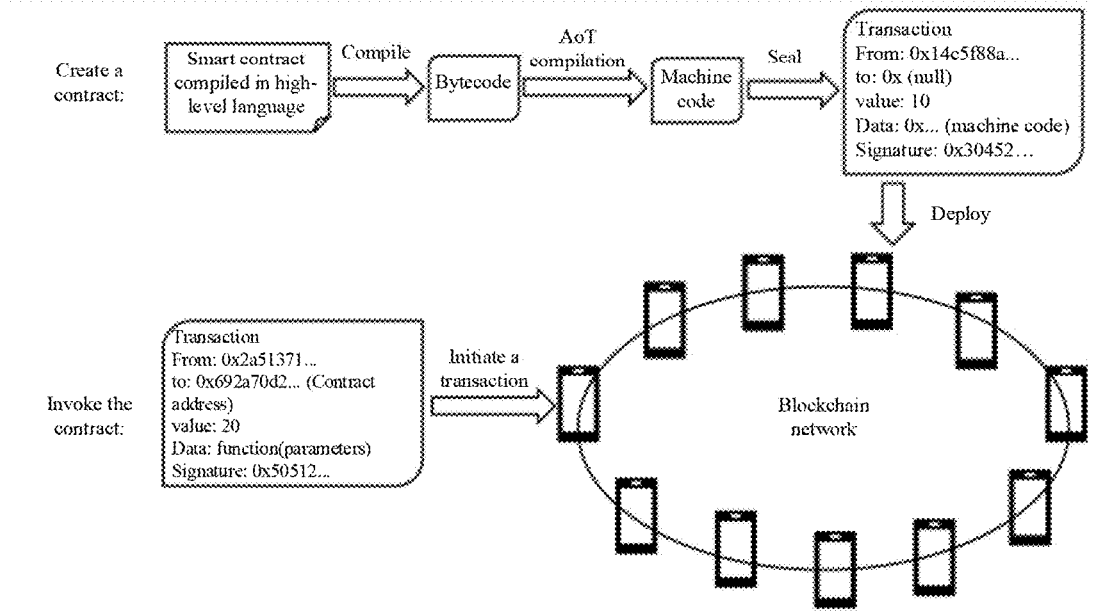 Create a
contract:
Smart contract
compiled in high-
level language
Compile
Bytecode
AoT
compilation
Machine
code
Seal
Transaction
From: 0x14c5f88a...
to: 0x (null)
value: 10
Data: 0x... (machine code)
Signature: 0x30452...
Deploy
Invoke the
contract:
Transaction
From: 0x2a51371...
to: 0x692a70d2... (Contract
address)
value: 20
Data: function(parameters)
Signature: 0x50512...
Initiate a
transaction
Blockchain
network